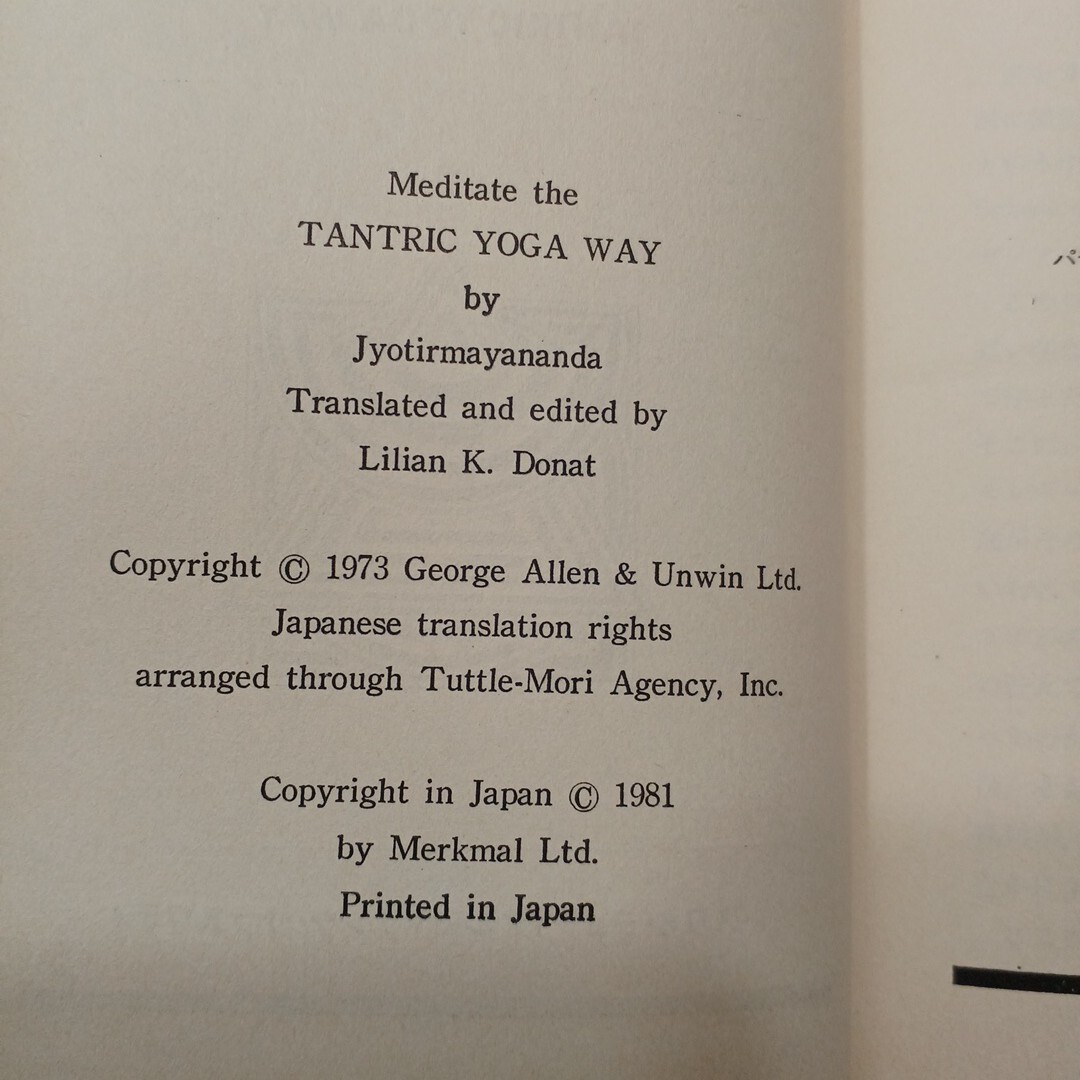 Meditate the
TANTRIC YOGA WAY
by
Jyotirmayananda
Translated and edited by
Lilian K. Donat
Copyright © 1973 George Allen & Unwin Ltd.
Japanese translation rights
arranged through Tuttle-Mori Agency, Inc.
Copyright in Japan © 1981
by Merkmal Ltd.
Printed in Japan